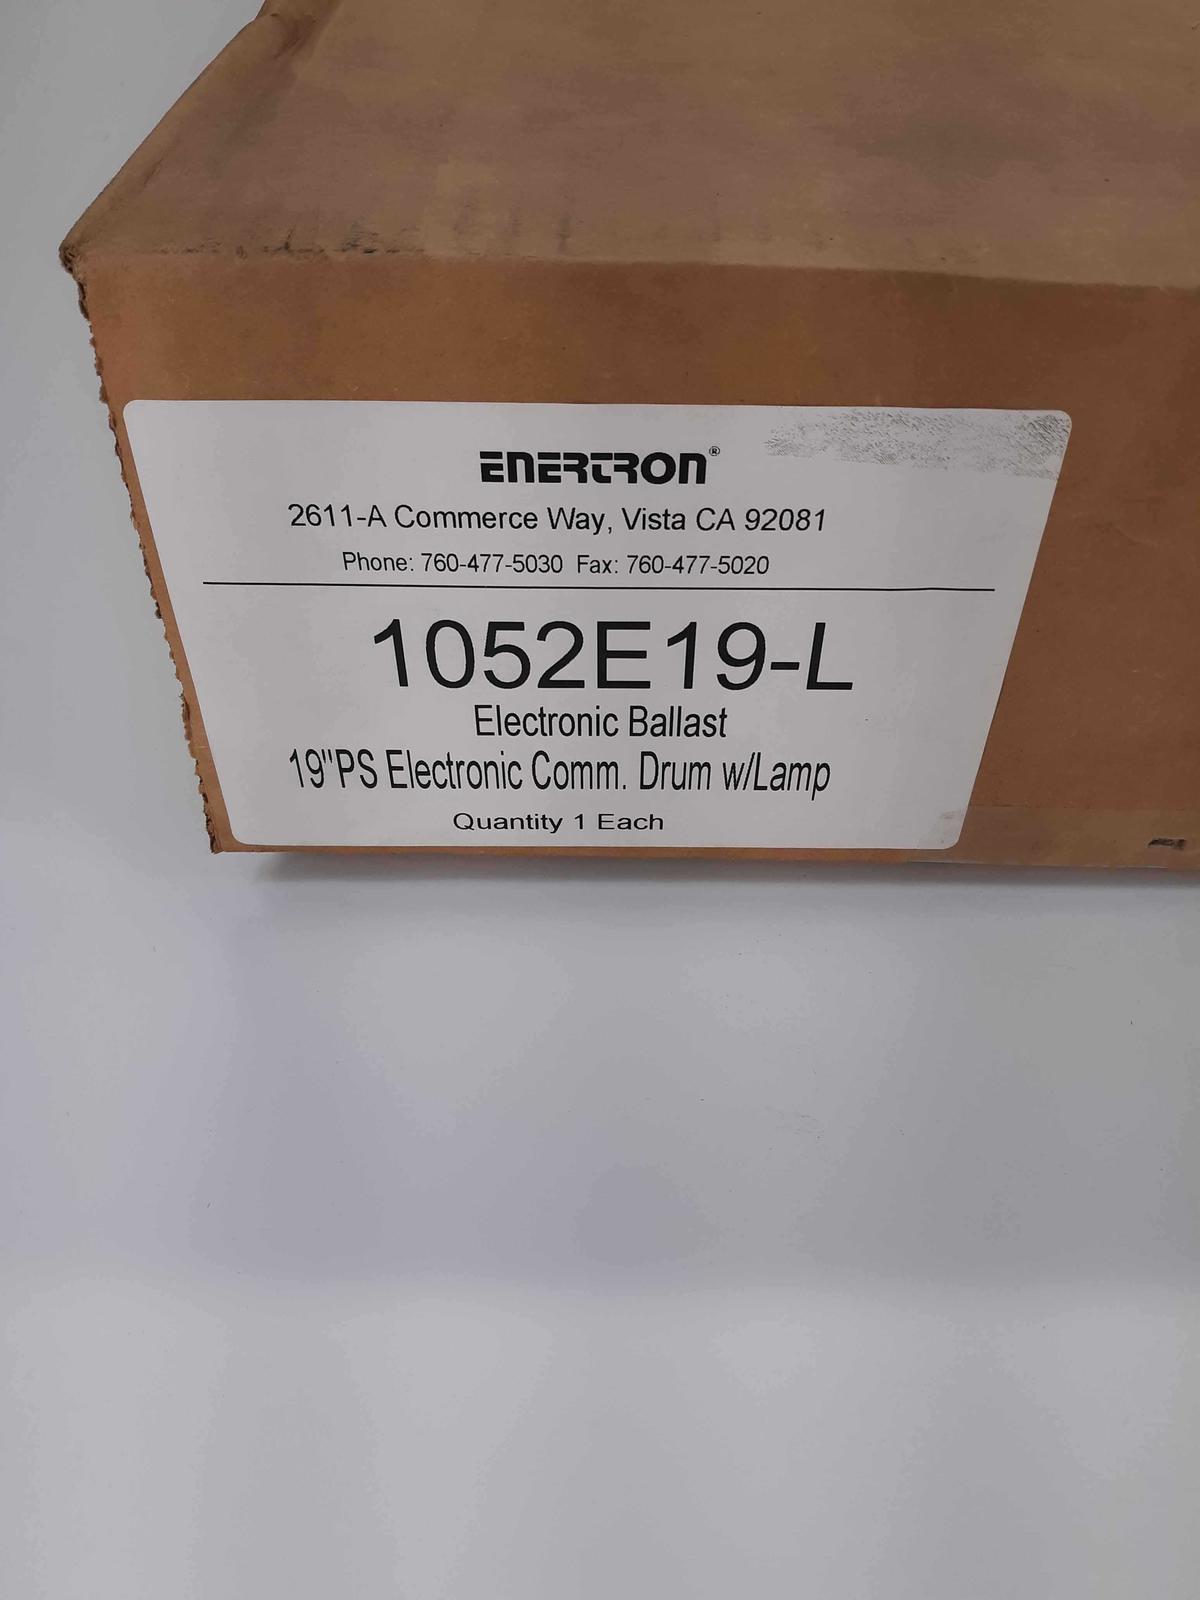 ENERTRON®
2611-A Commerce Way, Vista CA 92081
Phone: 760-477-5030 Fax: 760-477-5020
1052E19-L
Electronic Ballast
19"PS Electronic Comm. Drum w/Lamp
Quantity 1 Each